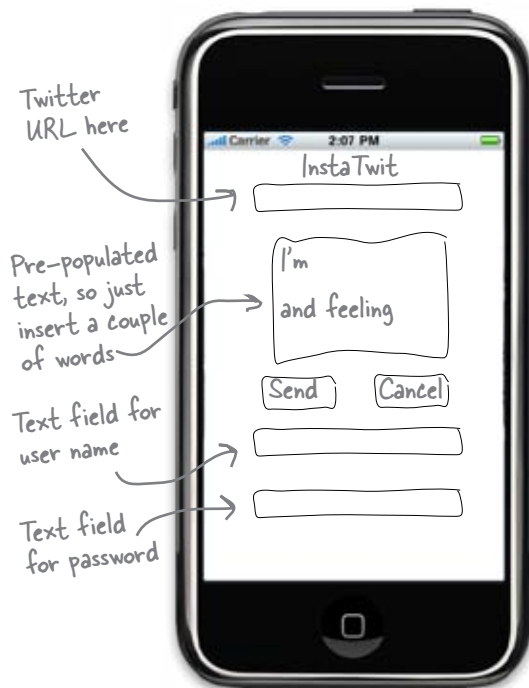 Carrier 2:07 PM
InstaTwit
Twitter
URL here
Pre-populated
text, so just
insert a couple
of words
I'm
and feeling
Send Cancel
Text field for
user name
Text field
for password